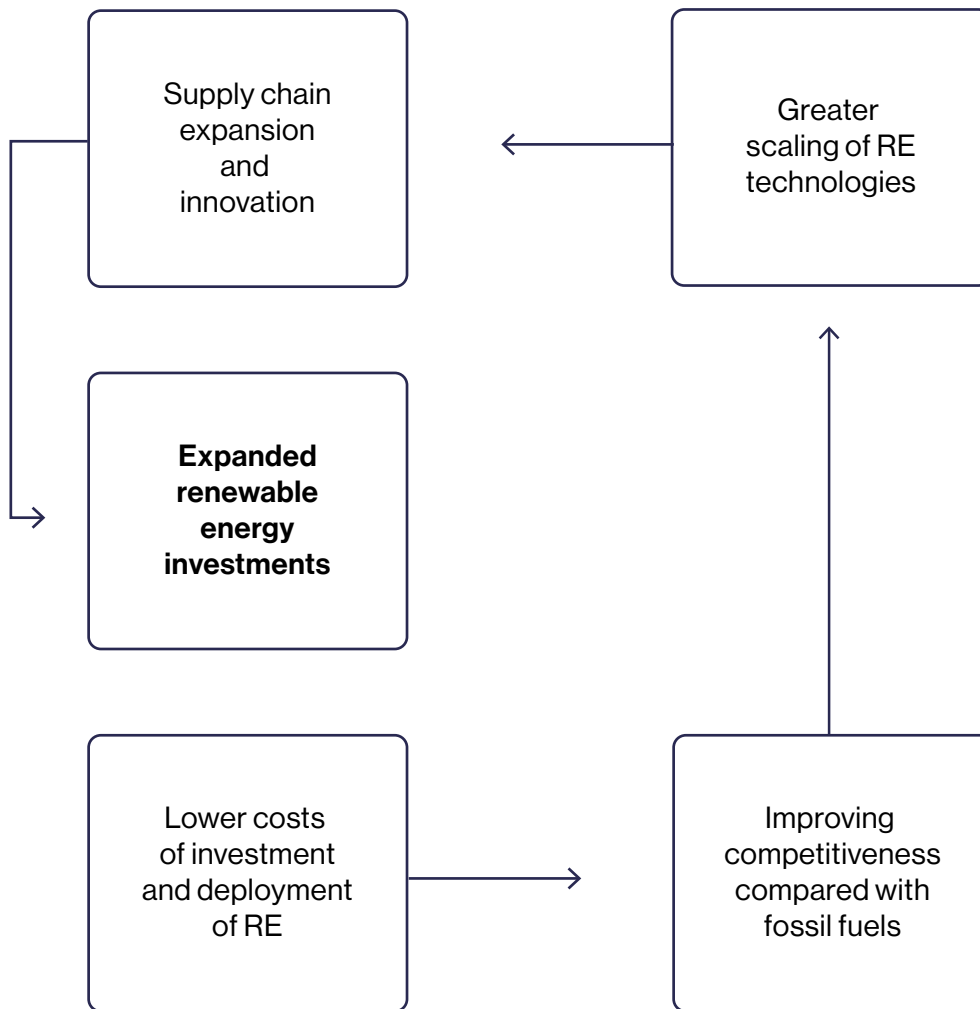 Supply chain
expansion
and
innovation
Greater
scaling of RE
technologies
Expanded
renewable
energy
investments
Lower costs
of investment
and deployment
of RE
Improving
competitiveness
compared with
fossil fuels